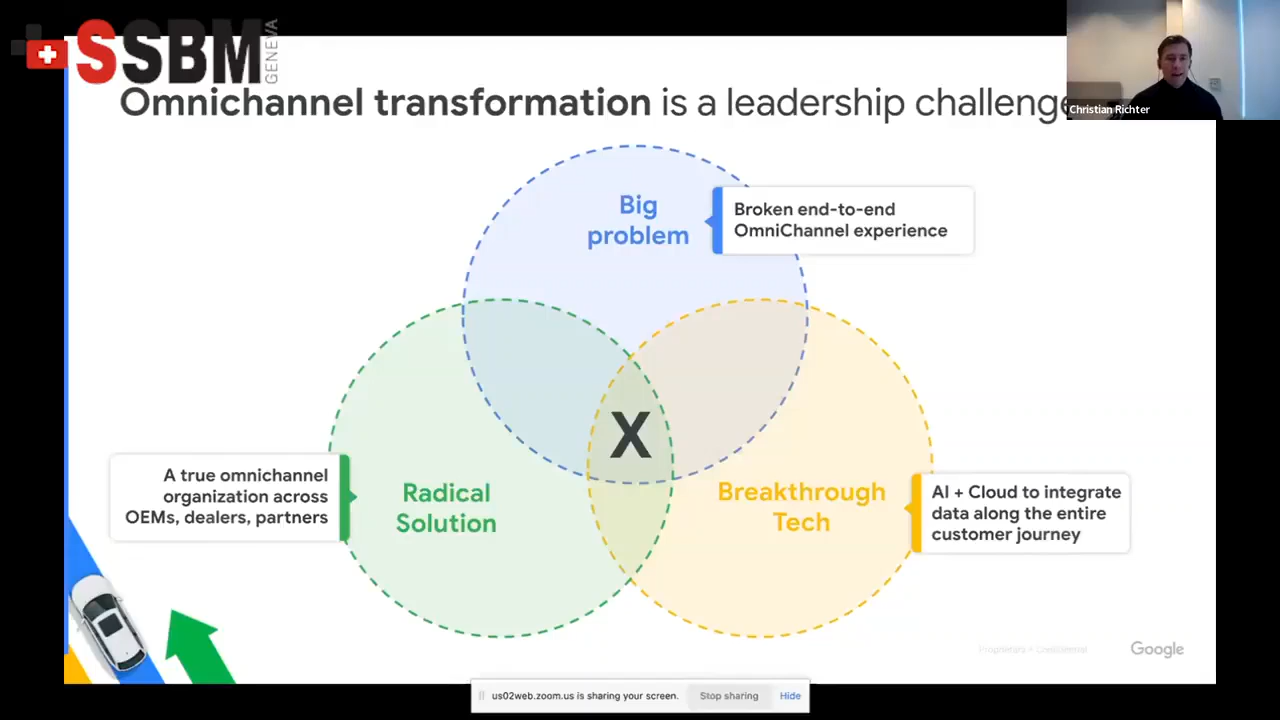 SSBM
GENEVA
Omnichannel transformation is a leadership challenge
Christian Richter
Big
problem
Broken end-to-end
OmniChannel experience
X
A true omnichannel
organization across
OEMs, dealers, partners
Radical
Solution
Breakthrough
Tech
AI + Cloud to integrate
data along the entire
customer journey
Proprietary + Confidential
Google
us02web.zoom.us is sharing your screen.
Stop sharing
Hide